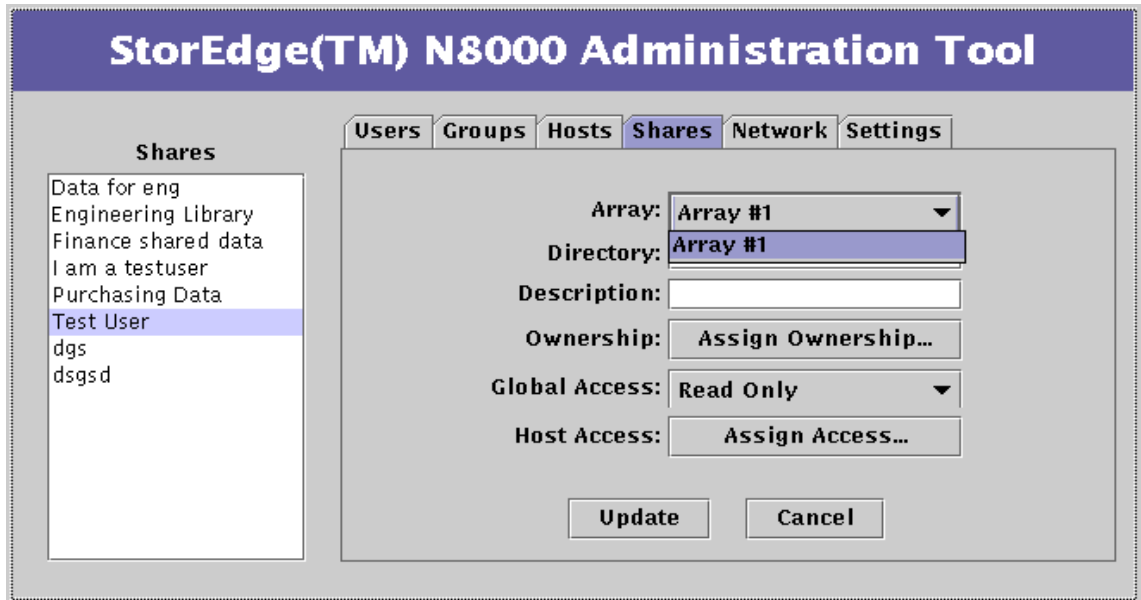 StorEdge(TM) N8000 Administration Tool
Users Groups Hosts Shares Network Settings
Shares
Data for eng
Engineering Library
Finance shared data
I am a testuser
Purchasing Data
Test User
dgs
dsgsd
Array: Array #1
Array #1
Directory:
Description:
Ownership: Assign Ownership...
Global Access: Read Only
Host Access: Assign Access...
Update Cancel